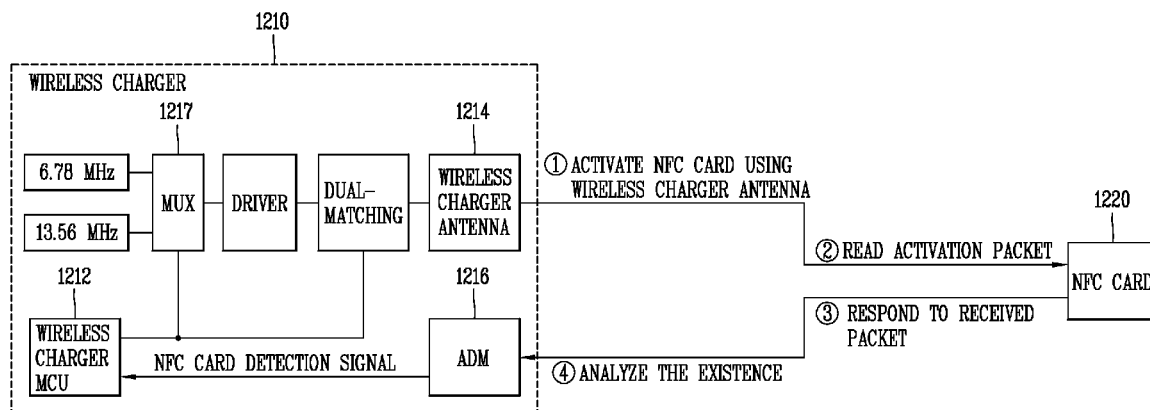 1210
WIRELESS CHARGER
1217
1214
6.78 MHz
13.56 MHz
MUX
DRIVER
DUAL-
MATCHING
WIRELESS
CHARGER
ANTENNA
① ACTIVATE NFC CARD USING
WIRELESS CHARGER ANTENNA
1220
② READ ACTIVATION PACKET
NFC CARD
1212
1216
③ RESPOND TO RECEIVED
PACKET
WIRELESS
CHARGER
MCU
NFC CARD DETECTION SIGNAL
ADM
④ ANALYZE THE EXISTENCE